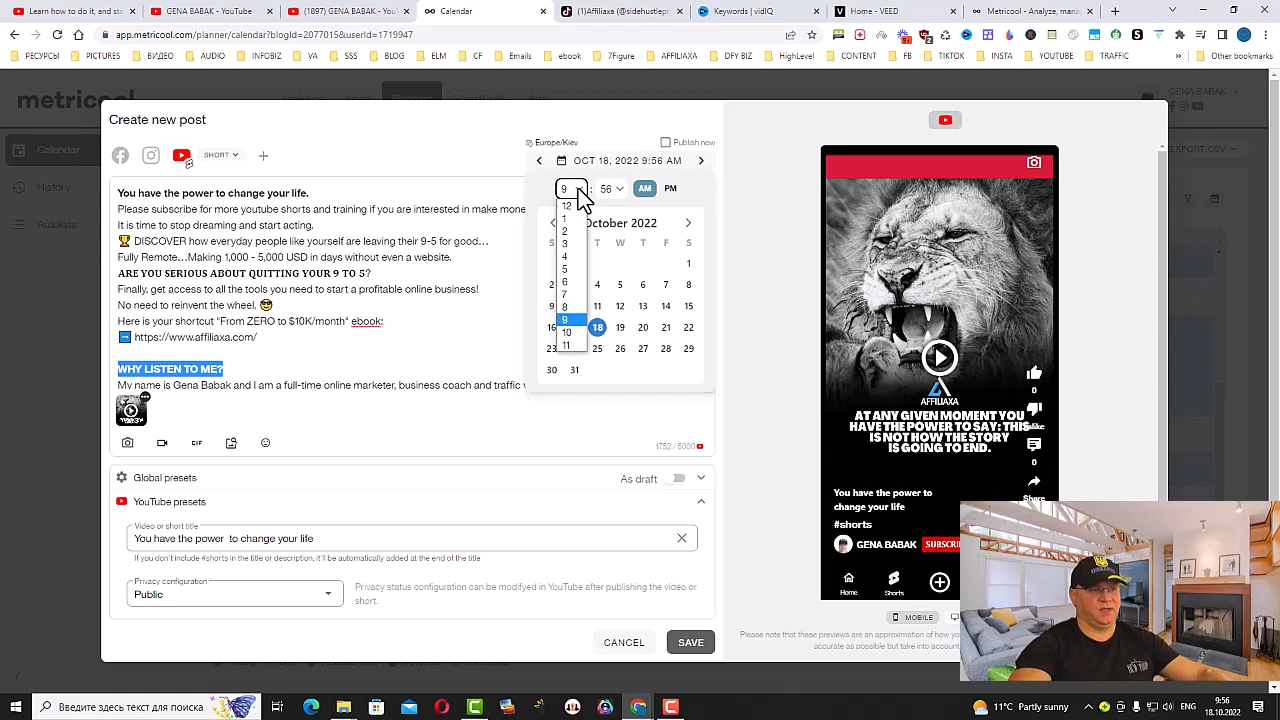 Learn how to do it, and sta
GENA BABAK - YouTube
(1897) GENA BABAK - YouTub
Calendar
(1)Affiliaxa (@sidehustlepr
Keywords | vidIQ
Home - VEED
Metricool - Analyze, mana
app.metricool.com/planner/calendar?blogId=2077015&userId=1719947
РЕСУРСЫ
PICTURES
ВИДЕО
AUDIO
INFOBIZ
VA
SSS
BLOG
ELM
CF
Emails
ebook
7Figure
AFFILIAXA
DFY BIZ
HighLevel
CONTENT
FB
TIKTOK
INSTA
YOUTUBE
TRAFFIC
»
Other bookmarks
metricool
GENA BABAK
Calendar
History
Autolists
EXPORT CSV
Create new post
SHORT
Europe/Kiev
Publish now
OCT 18, 2022 9:56 AM
9 : 56 AM PM
12
1
2
3
4
5
6
7
8
9
10
11
October 2022
S T W T F S
1
2 4 5 6 7 8
9 11 12 13 14 15
16 18 19 20 21 22
23 25 26 27 28 29
30 31
You have the power to change your life.
Please subscribe for more youtube shorts and training if you are interested in make mone
It is time to stop dreaming and start acting.
🏆 DISCOVER how everyday people like yourself are leaving their 9-5 for good…
Fully Remote…Making 1,000 - 5,000 USD in days without even a website.
ARE YOU SERIOUS ABOUT QUITTING YOUR 9 TO 5?
Finally, get access to all the tools you need to start a profitable online business!
No need to reinvent the wheel. 😎
Here is your shortcut "From ZERO to $10K/month" ebook:
➡ https://www.affiliaxa.com/
WHY LISTEN TO ME?
My name is Gena Babak and I am a full-time online marketer, business coach and traffic
GIF
1752 / 5000
Global presets
As draft
YouTube presets
Video or short title
You have the power to change your life
If you don't include #shorts in the title or description, it'll be automatically added at the end of the title
Privacy configuration
Public
Privacy status configuration can be modifyed in YouTube after publishing the video or
short.
CANCEL
SAVE
AFFILIAXA
AT ANY GIVEN MOMENT YOU
HAVE THE POWER TO SAY: THIS
IS NOT HOW THE STORY
IS GOING TO END.
0
0
Share
You have the power to
change your life
#shorts
GENA BABAK
SUBSCRI
Home
Shorts
MOBILE
Please note that these previews are an approximation of how yo
accurate as possible but take into account
Введите здесь текст для поиска
11°C Partly sunny
ENG
9:56
18.10.2022